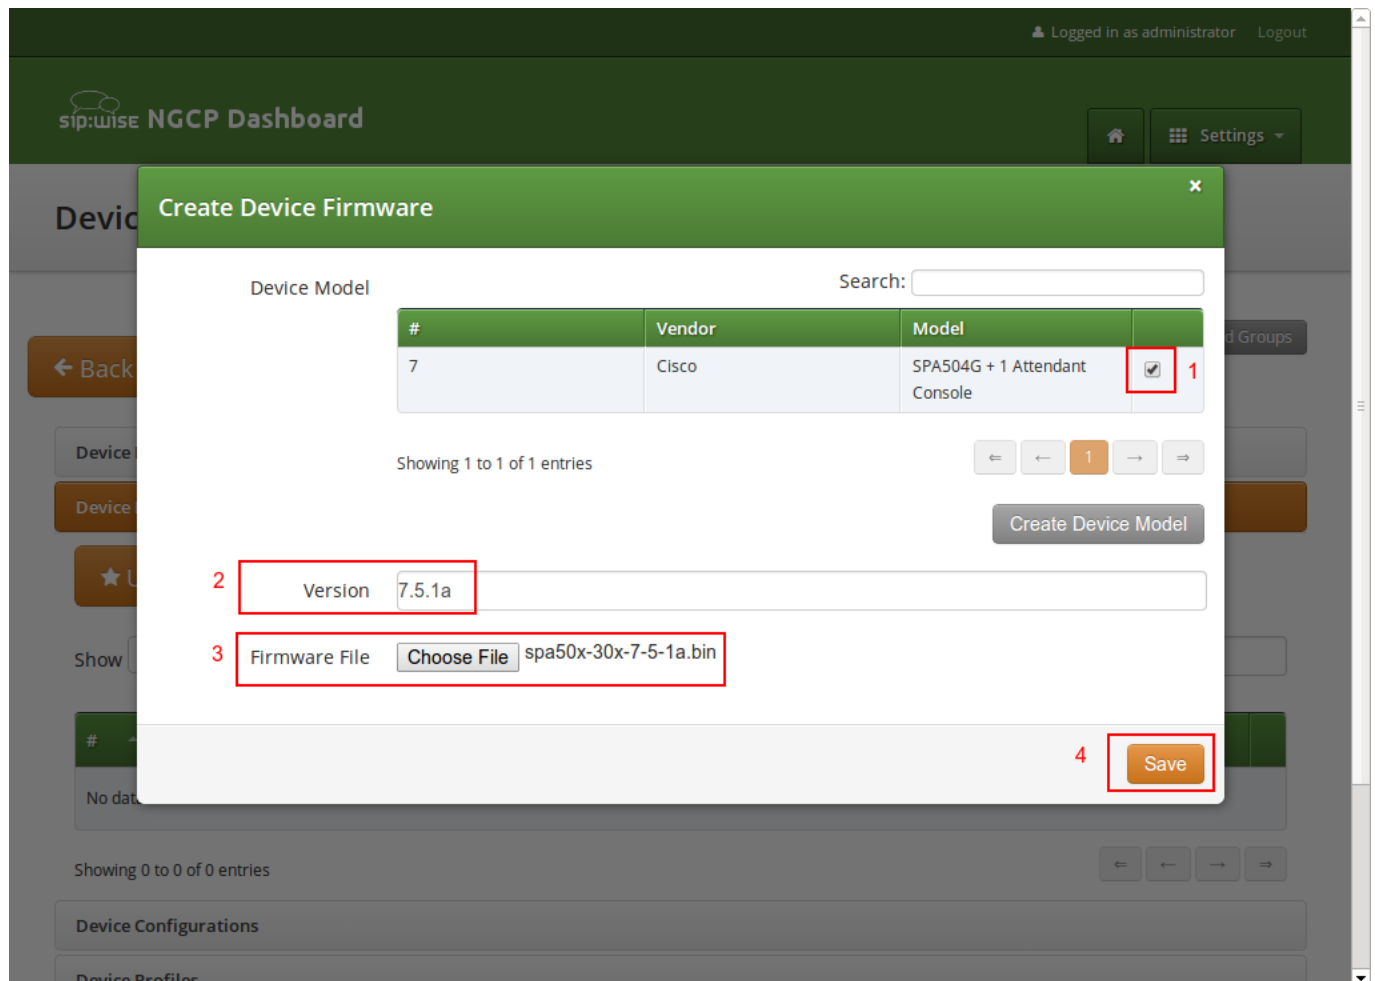 Logged in as administrator Logout
sip:wise NGCP Dashboard
Settings
Devic
Create Device Firmware
×
Device Model
Search:
# Vendor Model
7 Cisco SPA504G + 1 Attendant Console
1
d Groups
Back
Device
Showing 1 to 1 of 1 entries
⇐ ← 1 → ⇒
Device
Create Device Model
2 Version 7.5.1a
U
3 Firmware File Choose File spa50x-30x-7-5-1a.bin
Show
#
4 Save
No dat
Showing 0 to 0 of 0 entries
⇐ ← → ⇒
Device Configurations
Device Profiles